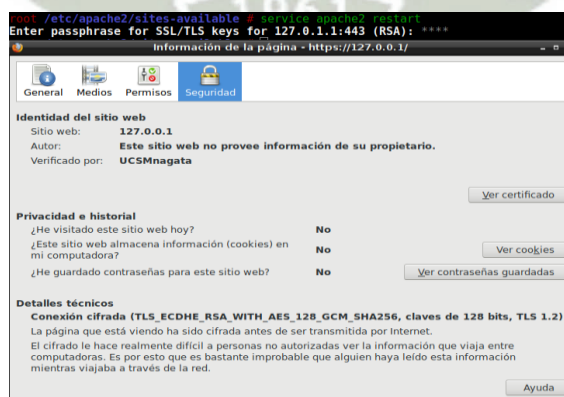 root /etc/apache2/sites-available # service apache2 restart
Enter passphrase for SSL/TLS keys for 127.0.1.1:443 (RSA): ****
Información de la página - https://127.0.0.1/
General Medios Permisos Seguridad
Identidad del sitio web
Sitio web: 127.0.0.1
Autor: Este sitio web no provee información de su propietario.
Verificado por: UCSMnagata
Ver certificado
Privacidad e historial
¿He visitado este sitio web hoy? No
¿Este sitio web almacena información (cookies) en
mi computadora? No Ver cookies
¿He guardado contraseñas para este sitio web? No Ver contraseñas guardadas
Detalles técnicos
Conexión cifrada (TLS_ECDHE_RSA_WITH_AES_128_GCM_SHA256, claves de 128 bits, TLS 1.2)
La página que está viendo ha sido cifrada antes de ser transmitida por Internet.
El cifrado le hace realmente difícil a personas no autorizadas ver la información que viaja entre
computadoras. Es por esto que es bastante improbable que alguien haya leído esta información
mientras viajaba a través de la red.
Ayuda